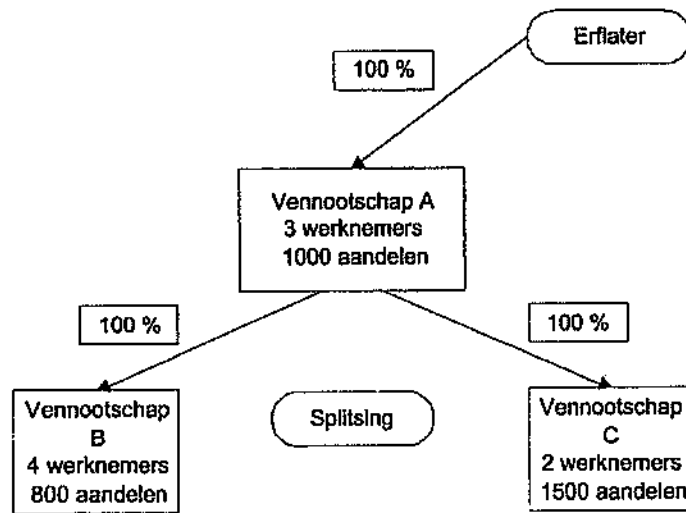 Erflater
100 %
Vennootschap A
3 werknemers
1000 aandelen
100 %
100 %
Vennootschap
B
4 werknemers
800 aandelen
Splitsing
Vennootschap
C
2 werknemers
1500 aandelen